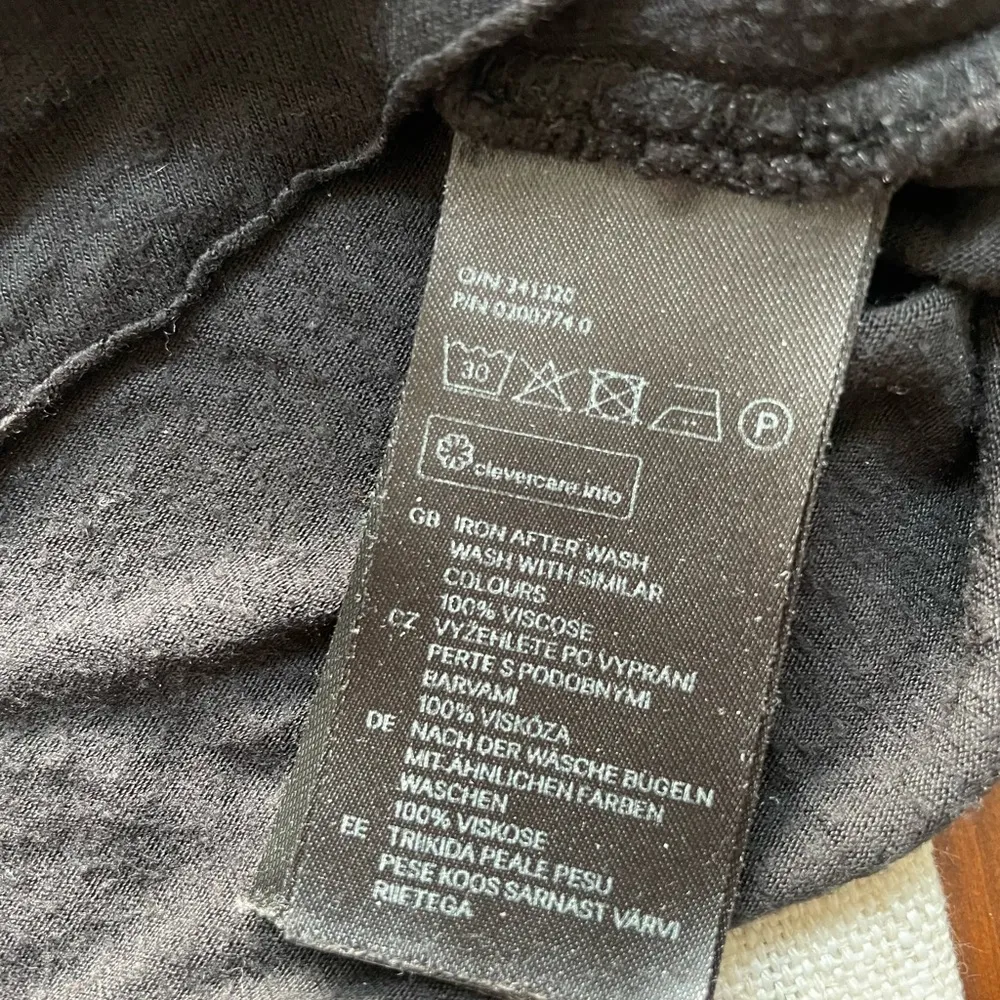 O/N 341320
P/N 0200774 0
30
P
clevercare.info
GB IRON AFTER WASH
WASH WITH SIMILAR
COLOURS
100% VISCOSE
CZ VYŽEHLETE PO VYPRÁNÍ
PERTE S PODOBNÝMI
BARVAMI
100% VISKÓZA
DE NACH DER WÄSCHE BÜGELN
MIT ÄHNLICHEN FARBEN
WASCHEN
100% VISKOSE
EE TRIIKIDA PEALE PESU
PESE KOOS SARNAST VÄRVI
RIIETEGA